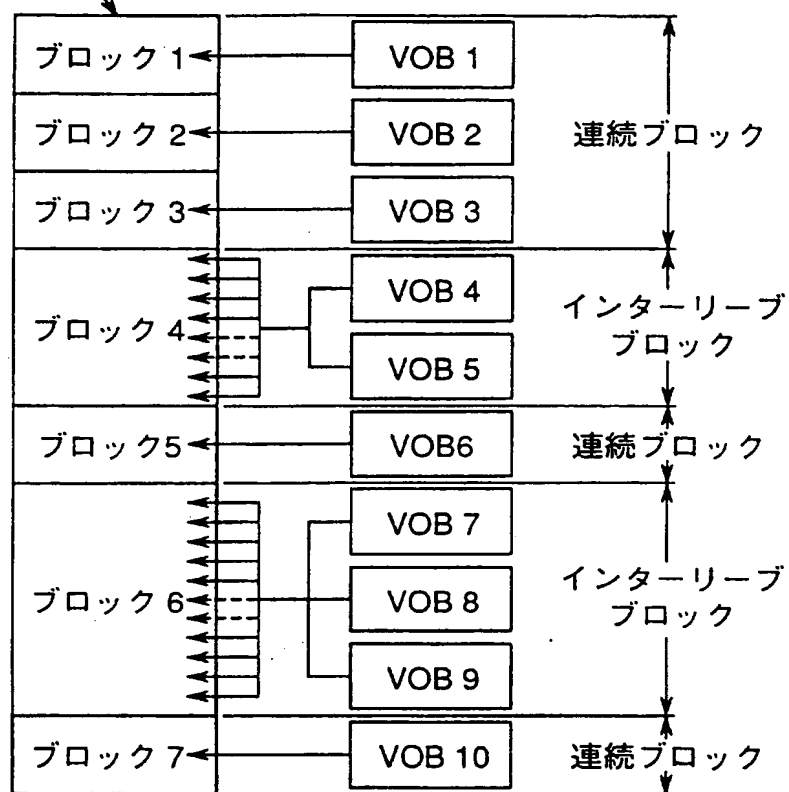 ブロック 1
VOB 1
ブロック 2
VOB 2
連続ブロック
ブロック 3
VOB 3
ブロック 4
VOB 4
VOB 5
インターリーブ
ブロック
ブロック5
VOB6
連続ブロック
ブロック 6
VOB 7
VOB 8
VOB 9
インターリーブ
ブロック
ブロック 7
VOB 10
連続ブロック